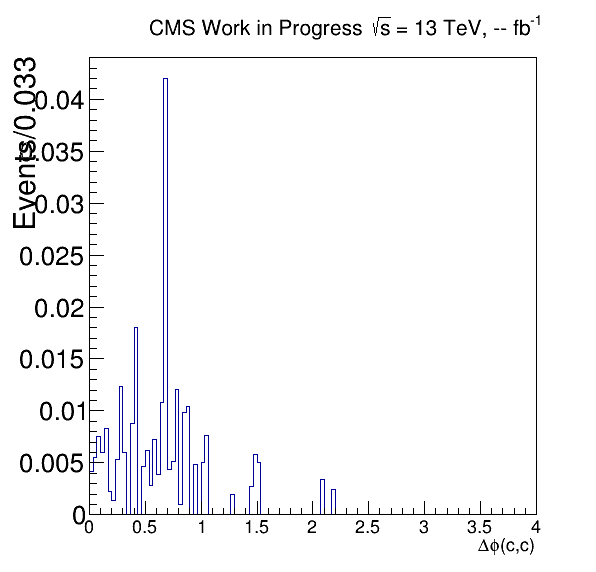 CMS Work in Progress √s = 13 TeV, -- fb⁻¹
Events/0.033
0.04
0.035
0.03
0.025
0.02
0.015
0.01
0.005
0
0 0.5 1 1.5 2 2.5 3 3.5 4
Δϕ(c,c)